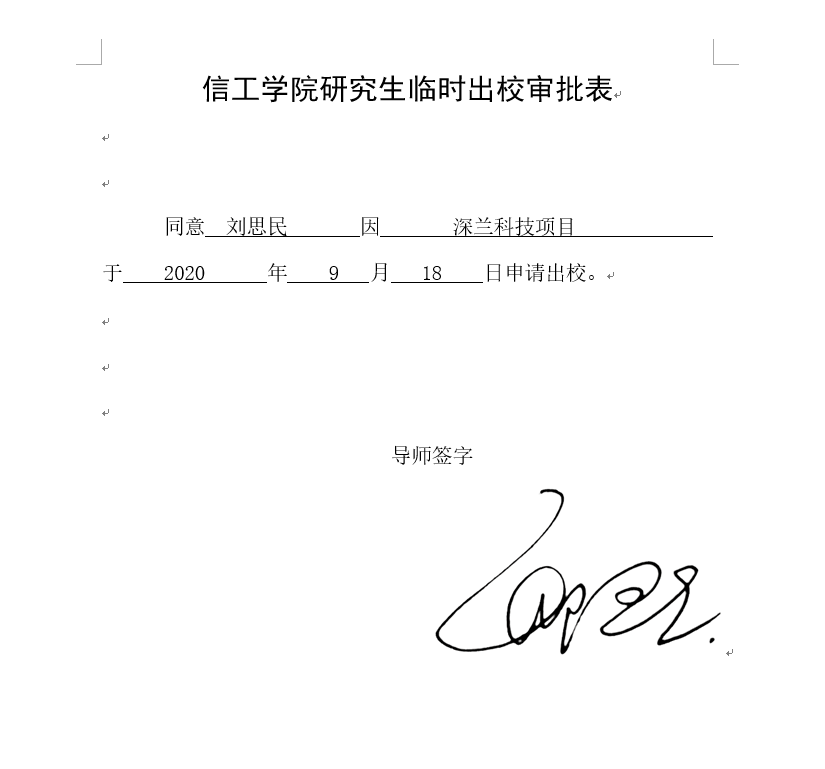 信工学院研究生临时出校审批表
同意 刘思民 因 深兰科技项目
于 2020 年 9 月 18 日申请出校。
导师签字